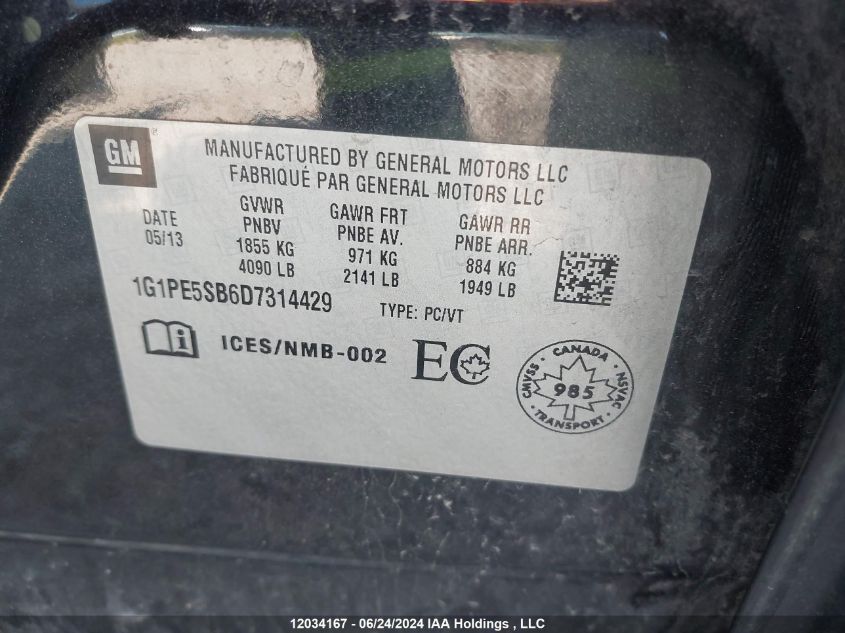 GM ®
MANUFACTURED BY GENERAL MOTORS LLC
FABRIQUÉ PAR GENERAL MOTORS LLC
DATE
05/13
GVWR
PNBV
1855 KG
4090 LB
GAWR FRT
PNBE AV.
971 KG
2141 LB
GAWR RR
PNBE ARR.
884 KG
1949 LB
1G1PE5SB6D7314429
TYPE: PC/VT
ICES/NMB-002
EC
CMVSS · CANADA · NSVAC
985
· TRANSPORT ·
12034167 - 06/24/2024 IAA Holdings , LLC